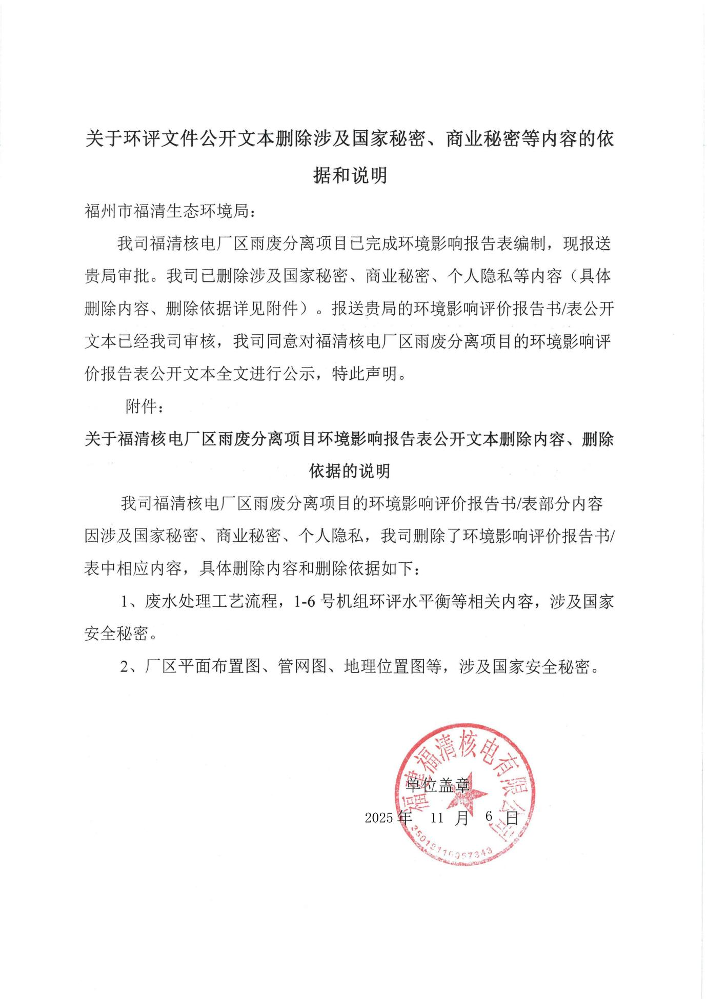 关于环评文件公开文本删除涉及国家秘密、商业秘密等内容的依
据和说明
福州市福清生态环境局：
我司福清核电厂区雨废分离项目已完成环境影响报告表编制，现报送
贵局审批。我司已删除涉及国家秘密、商业秘密、个人隐私等内容（具体
删除内容、删除依据详见附件）。报送贵局的环境影响评价报告书/表公开
文本已经我司审核，我司同意对福清核电厂区雨废分离项目的环境影响评
价报告表公开文本全文进行公示，特此声明。
附件：
关于福清核电厂区雨废分离项目环境影响报告表公开文本删除内容、删除
依据的说明
我司福清核电厂区雨废分离项目的环境影响评价报告书/表部分内容
因涉及国家秘密、商业秘密、个人隐私，我司删除了环境影响评价报告书/
表中相应内容，具体删除内容和删除依据如下：
1、废水处理工艺流程，1-6 号机组环评水平衡等相关内容，涉及国家
安全秘密。
2、厂区平面布置图、管网图、地理位置图等，涉及国家安全秘密。
福建福清核电有限公司
单位盖章
2025 年 11 月 6 日